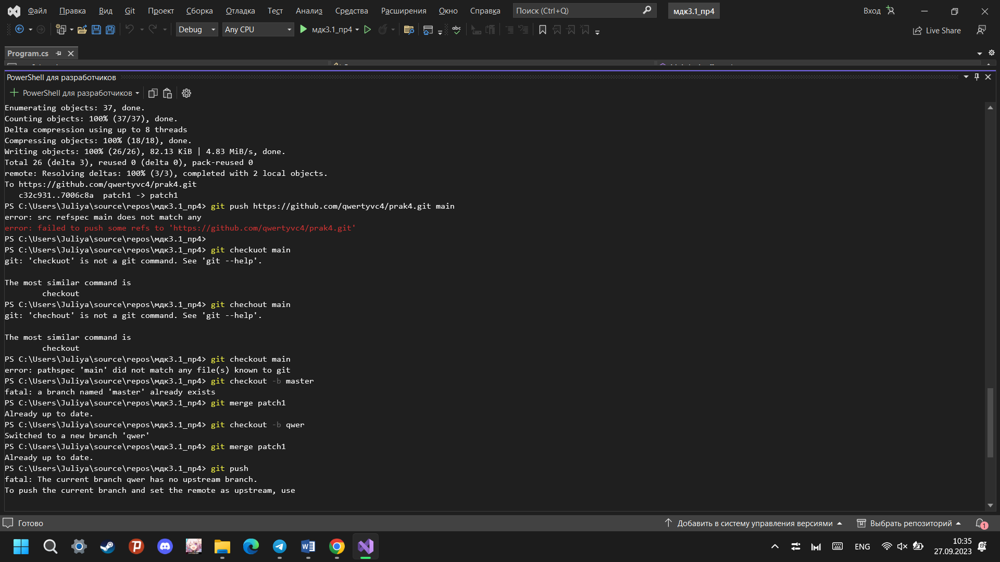 Файл Правка Вид Git Проект Сборка Отладка Тест Анализ Средства Расширения Окно Справка Поиск (Ctrl+Q) мдк3.1_пр4 Вход
Debug Any CPU мдк3.1_пр4 abc Live Share
Program.cs
PowerShell для разработчиков
PowerShell для разработчиков
Enumerating objects: 37, done.
Counting objects: 100% (37/37), done.
Delta compression using up to 8 threads
Compressing objects: 100% (18/18), done.
Writing objects: 100% (26/26), 82.13 KiB | 4.83 MiB/s, done.
Total 26 (delta 3), reused 0 (delta 0), pack-reused 0
remote: Resolving deltas: 100% (3/3), completed with 2 local objects.
To https://github.com/qwertyvc4/prak4.git
c32c931..7006c8a  patch1 -> patch1
PS C:\Users\Juliya\source\repos\мдк3.1_пр4> git push https://github.com/qwertyvc4/prak4.git main
error: src refspec main does not match any
error: failed to push some refs to 'https://github.com/qwertyvc4/prak4.git'
PS C:\Users\Juliya\source\repos\мдк3.1_пр4>
PS C:\Users\Juliya\source\repos\мдк3.1_пр4> git checkuot main
git: 'checkuot' is not a git command. See 'git --help'.
The most similar command is
checkout
PS C:\Users\Juliya\source\repos\мдк3.1_пр4> git chechout main
git: 'chechout' is not a git command. See 'git --help'.
The most similar command is
checkout
PS C:\Users\Juliya\source\repos\мдк3.1_пр4> git checkout main
error: pathspec 'main' did not match any file(s) known to git
PS C:\Users\Juliya\source\repos\мдк3.1_пр4> git checkout -b master
fatal: a branch named 'master' already exists
PS C:\Users\Juliya\source\repos\мдк3.1_пр4> git merge patch1
Already up to date.
PS C:\Users\Juliya\source\repos\мдк3.1_пр4> git checkout -b qwer
Switched to a new branch 'qwer'
PS C:\Users\Juliya\source\repos\мдк3.1_пр4> git merge patch1
Already up to date.
PS C:\Users\Juliya\source\repos\мдк3.1_пр4> git push
fatal: The current branch qwer has no upstream branch.
To push the current branch and set the remote as upstream, use
Готово Добавить в систему управления версиями Выбрать репозиторий 1
ENG 10:35
27.09.2023